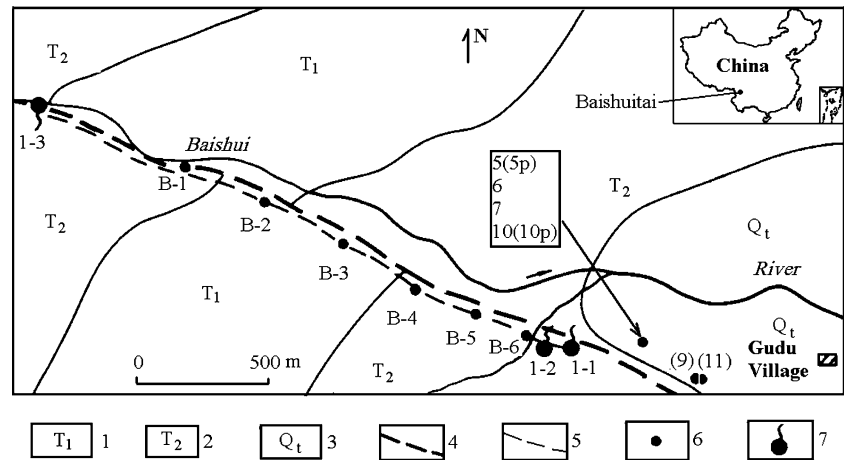 T2
T1
N
China
Baishuitai
1-3
Baishui
B-1
5(5p)
6
7
10(10p)
T2
T2
B-2
Qt
B-3
River
T1
B-4
Qt
B-5
B-6
Gudu
Village
(9)(11)
0 500 m
1-2 1-1
T2
T1 1 T2 2 Qt 3 4 5 6 7